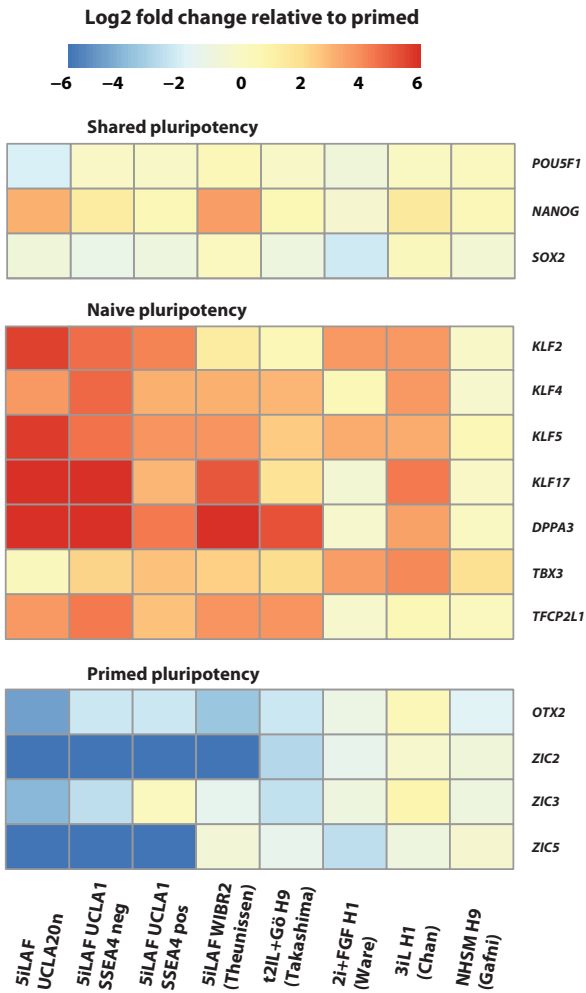 Log2 fold change relative to primed
−6 −4 −2 0 2 4 6
Shared pluripotency
POU5F1
NANOG
SOX2
Naive pluripotency
KLF2
KLF4
KLF5
KLF17
DPPA3
TBX3
TFCP2L1
Primed pluripotency
OTX2
ZIC2
ZIC3
ZIC5
5iLAF
UCLA20n
5iLAF UCLA1
SSEA4 neg
5iLAF UCLA1
SSEA4 pos
5iLAF WIBR2
(Theunissen)
t2IL+Gö H9
(Takashima)
2i+FGF H1
(Ware)
3iL H1
(Chan)
NHSM H9
(Gafni)